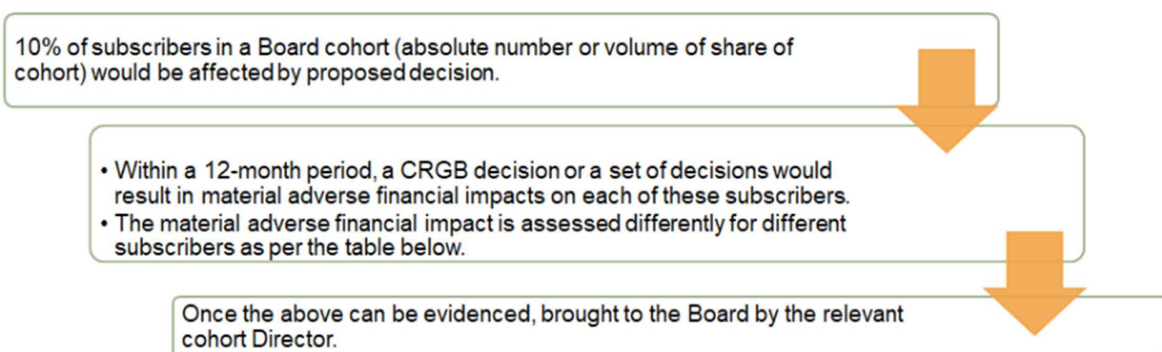 10% of subscribers in a Board cohort (absolute number or volume of share of
cohort) would be affected by proposed decision.
• Within a 12-month period, a CRGB decision or a set of decisions would
result in material adverse financial impacts on each of these subscribers.
• The material adverse financial impact is assessed differently for different
subscribers as per the table below.
Once the above can be evidenced, brought to the Board by the relevant
cohort Director.